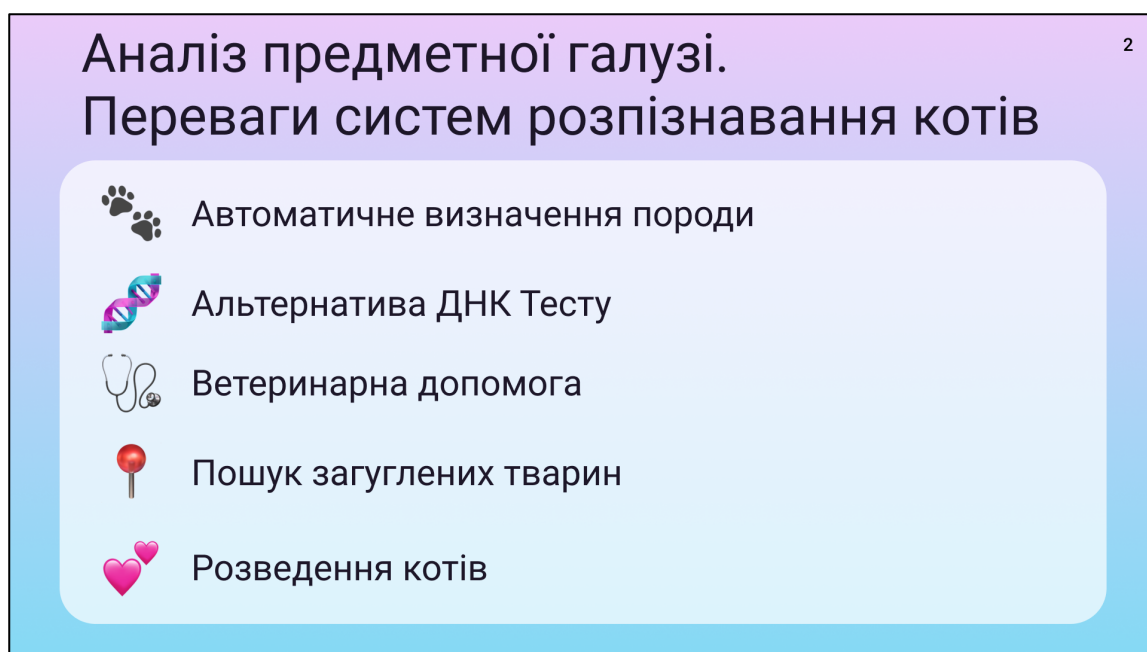 Аналіз предметної галузі.
2
Переваги систем розпізнавання котів
Автоматичне визначення породи
Альтернатива ДНК Тесту
Ветеринарна допомога
Пошук загуглених тварин
Розведення котів